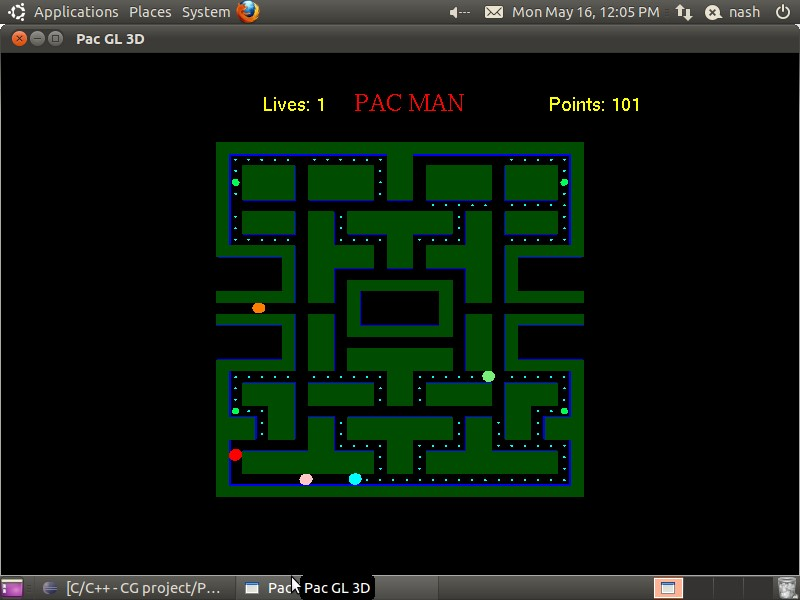 Applications Places System Mon May 16, 12:05 PM nash
Pac GL 3D
Lives: 1 PAC MAN Points: 101
[C/C++ - CG project/P... Pac Pac GL 3D